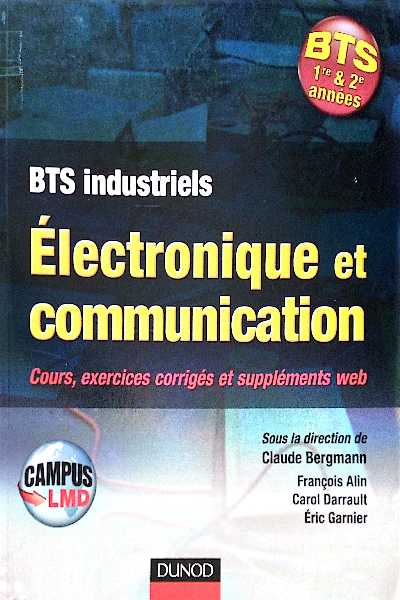 BTS
1re & 2e
années
BTS industriels
Électronique et
communication
Cours, exercices corrigés et suppléments web
Sous la direction de
Claude Bergmann
François Alin
Carol Darrault
Éric Garnier
CAMPUS
LMD
DUNOD